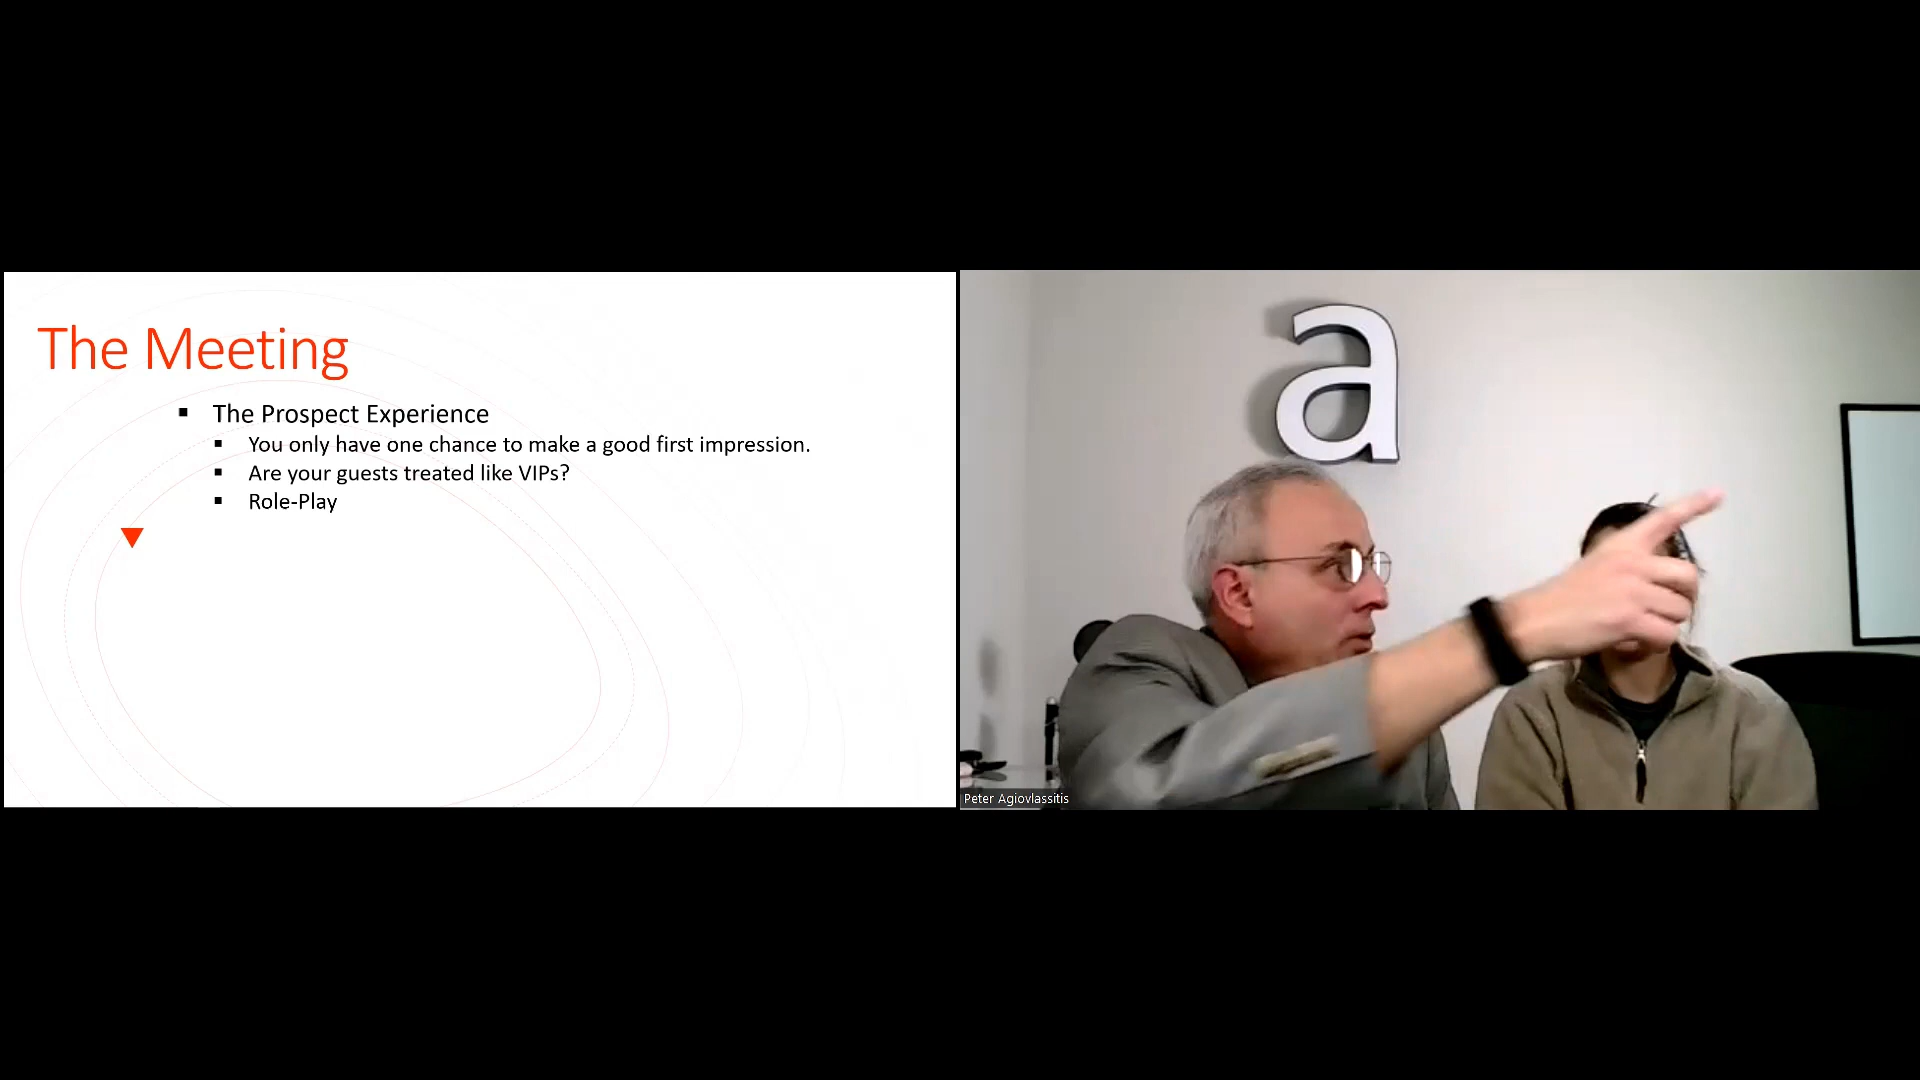 The Meeting
The Prospect Experience
You only have one chance to make a good first impression.
Are your guests treated like VIPs?
Role-Play
a
Peter Agiovlassitis